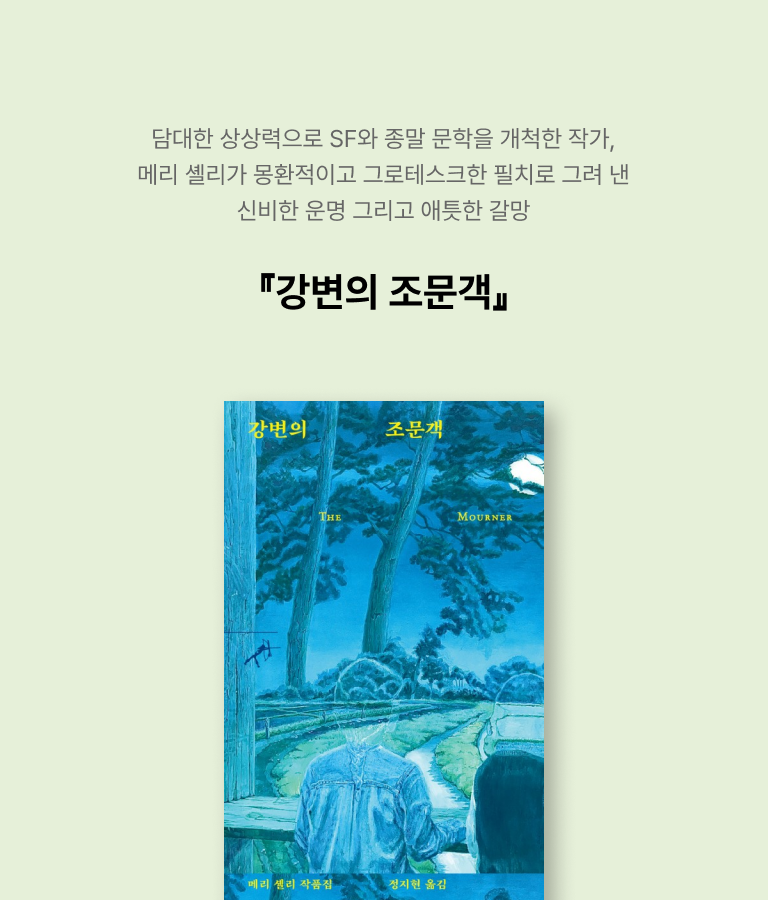 담대한 상상력으로 SF와 종말 문학을 개척한 작가,
메리 셸리가 몽환적이고 그로테스크한 필치로 그려 낸
신비한 운명 그리고 애틋한 갈망
『강변의 조문객』
강변의 조문객
The Mourner
메리 셸리 작품집 정지현 옮김